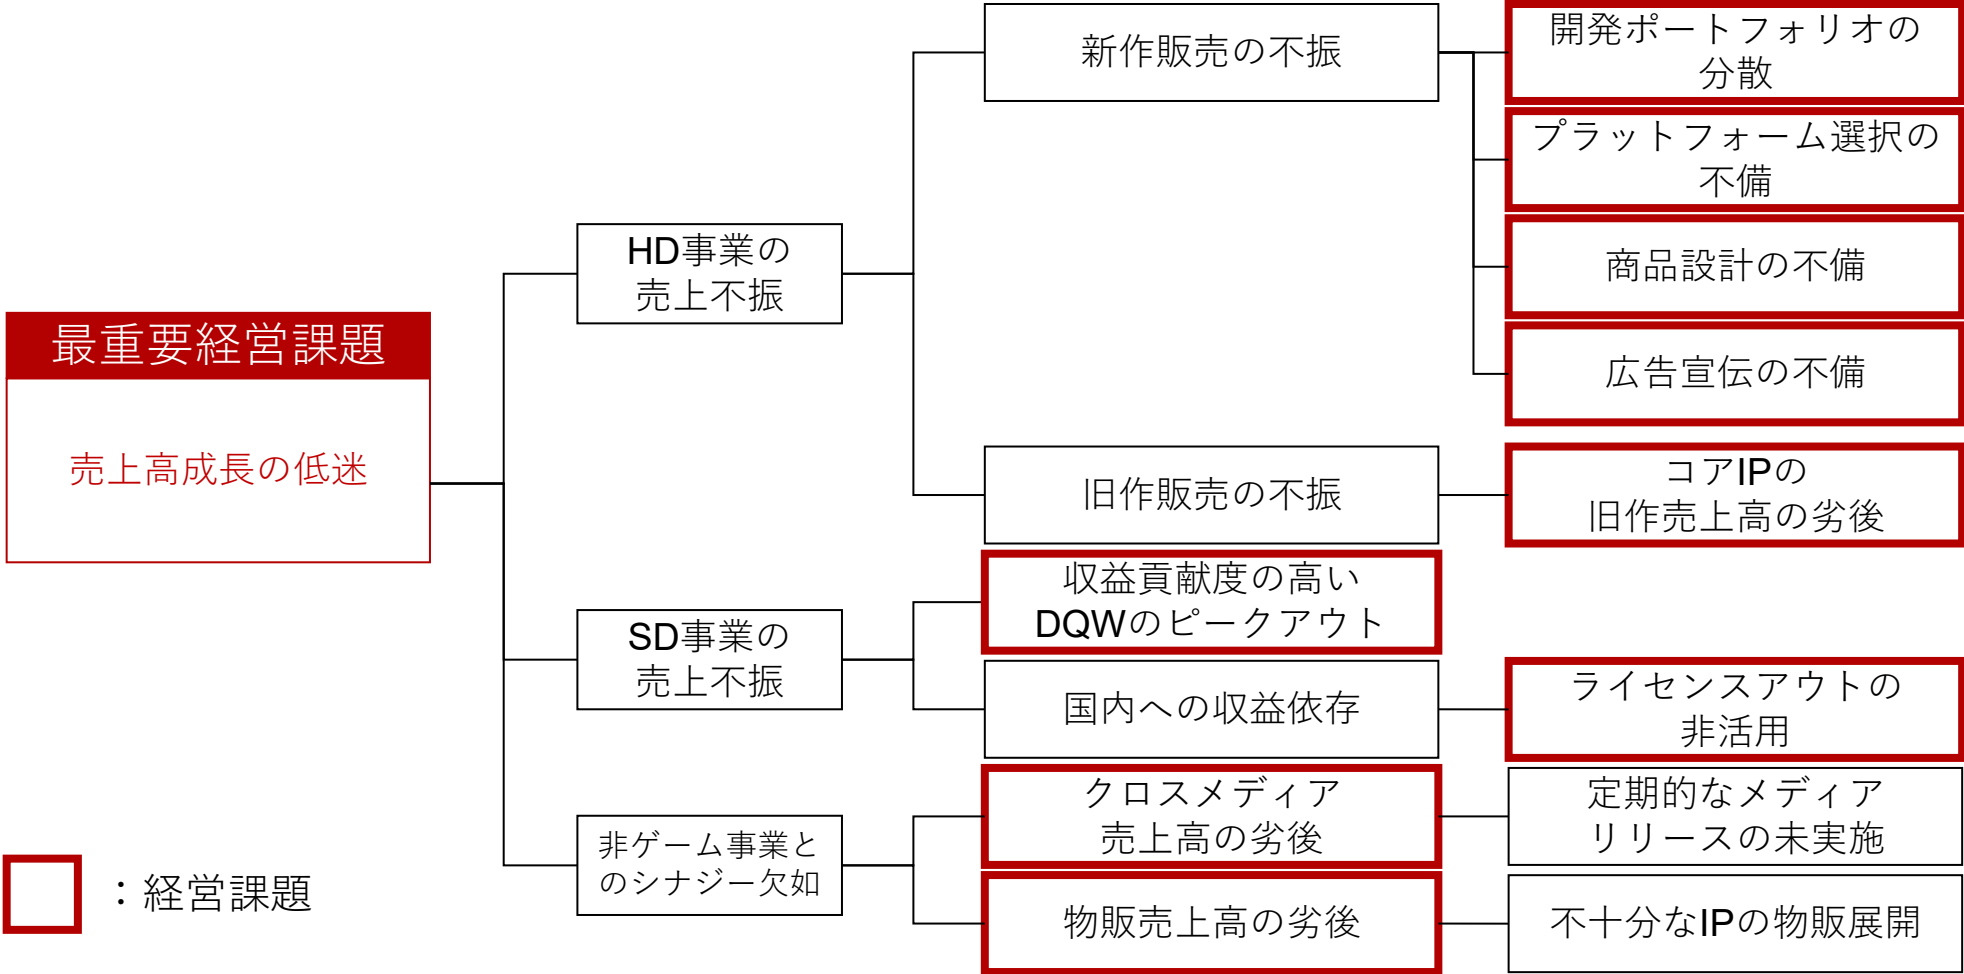 最重要経営課題
売上高成長の低迷
HD事業の
売上不振
新作販売の不振
開発ポートフォリオの
分散
プラットフォーム選択の
不備
商品設計の不備
広告宣伝の不備
旧作販売の不振
コアIPの
旧作売上高の劣後
SD事業の
売上不振
収益貢献度の高い
DQWのピークアウト
国内への収益依存
ライセンスアウトの
非活用
非ゲーム事業と
のシナジー欠如
クロスメディア
売上高の劣後
定期的なメディア
リリースの未実施
物販売上高の劣後
不十分なIPの物販展開
：経営課題